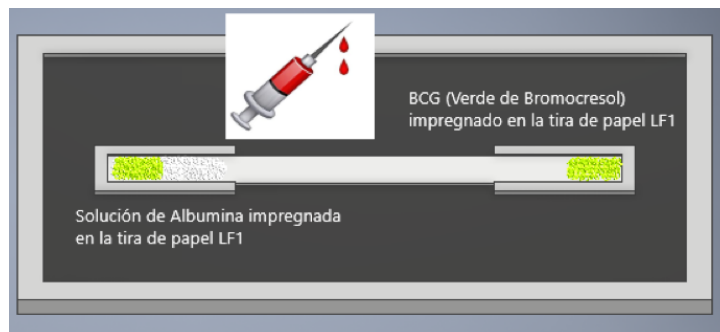 BCG (Verde de Bromocresol)
impregnado en la tira de papel LF1
Solución de Albumina impregnada
en la tira de papel LF1